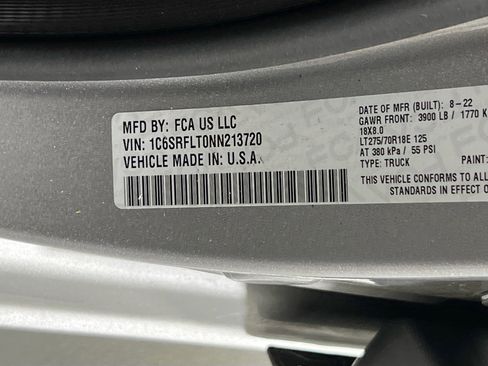 MFD BY: FCA US LLC
VIN: 1C6SRFLT0NN213720
VEHICLE MADE IN: U.S.A.
DATE OF MFR (BUILT): 8-22
GAWR FRONT: 3900 LB / 1770 K
18X8.0
LT275/70R18E 125
AT 380 kPa / 55 PSI
TYPE: TRUCK PAINT:
THIS VEHICLE CONFORMS TO ALL
STANDARDS IN EFFECT O